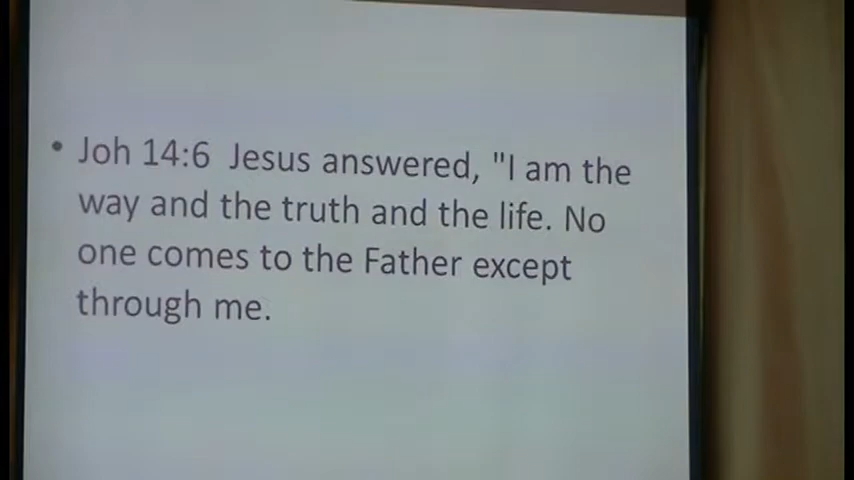 • Joh 14:6  Jesus answered, "I am the
way and the truth and the life. No
one comes to the Father except
through me.